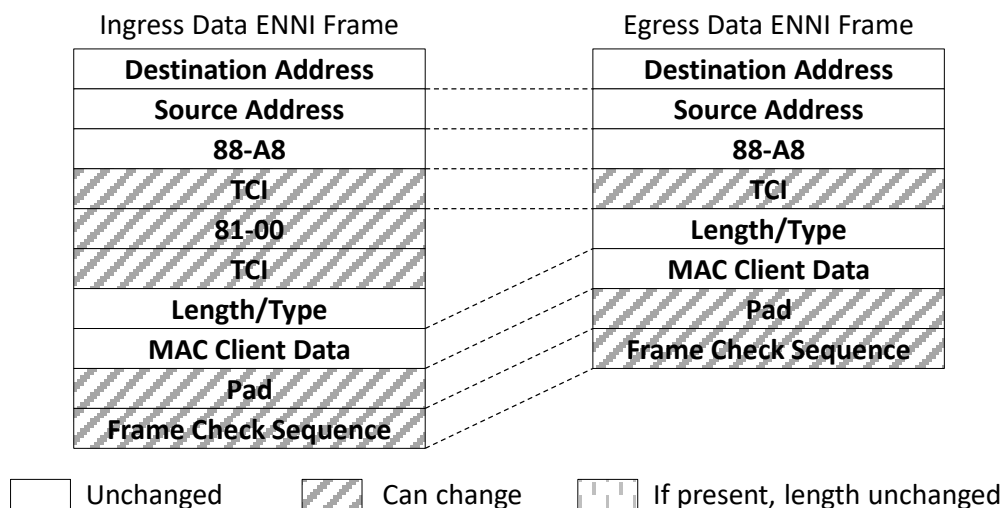 Ingress Data ENNI Frame
Destination Address
Source Address
88-A8
TCI
81-00
TCI
Length/Type
MAC Client Data
Pad
Frame Check Sequence
Egress Data ENNI Frame
Destination Address
Source Address
88-A8
TCI
Length/Type
MAC Client Data
Pad
Frame Check Sequence
Unchanged
Can change
If present, length unchanged